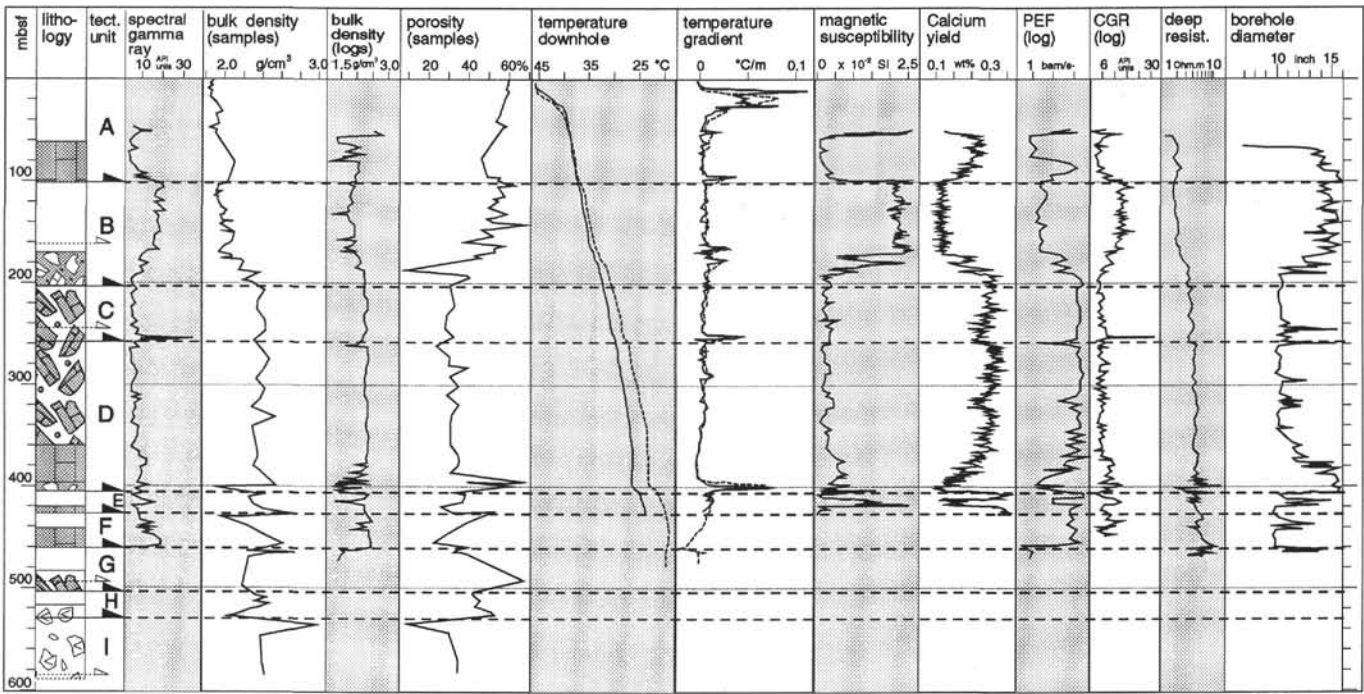 mbsf
litho-
logy
tect.
unit
spectral
gamma
ray
10 API units 30
bulk density
(samples)
2.0 g/cm³ 3.0
bulk
density
(logs)
1.5 g/cm³ 3.0
porosity
(samples)
20 40 60%
temperature
downhole
45 35 25 °C
temperature
gradient
0 °C/m 0.1
magnetic
susceptibility
0 x 10⁻² SI 2.5
Calcium
yield
0.1 wt% 0.3
PEF
(log)
1 barn/e-
10
CGR
(log)
6 API units 30
deep
resist.
1 Ohm.m 10
borehole
diameter
10 inch 15
A
100
B
200
C
300
D
400
E
F
G
500
H
I
600